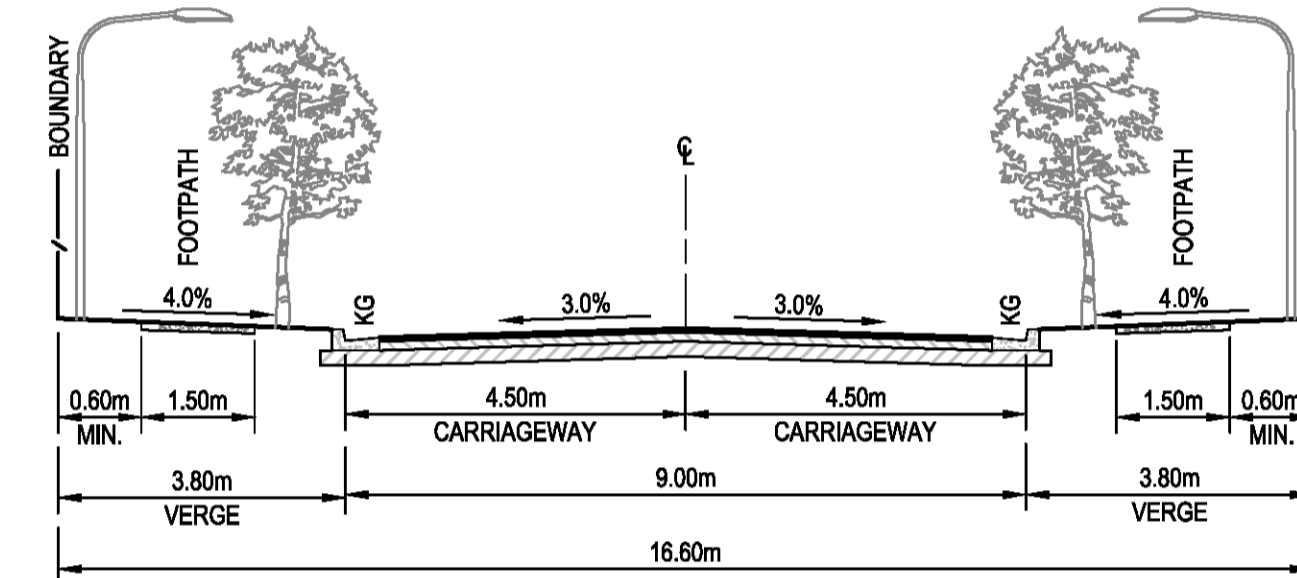 BOUNDARY
FOOTPATH
℄
FOOTPATH
4.0%
KG
3.0%
3.0%
KG
4.0%
0.60m
1.50m
4.50m
4.50m
1.50m
0.60m
MIN.
CARRIAGEWAY
CARRIAGEWAY
MIN.
3.80m
9.00m
3.80m
VERGE
VERGE
16.60m